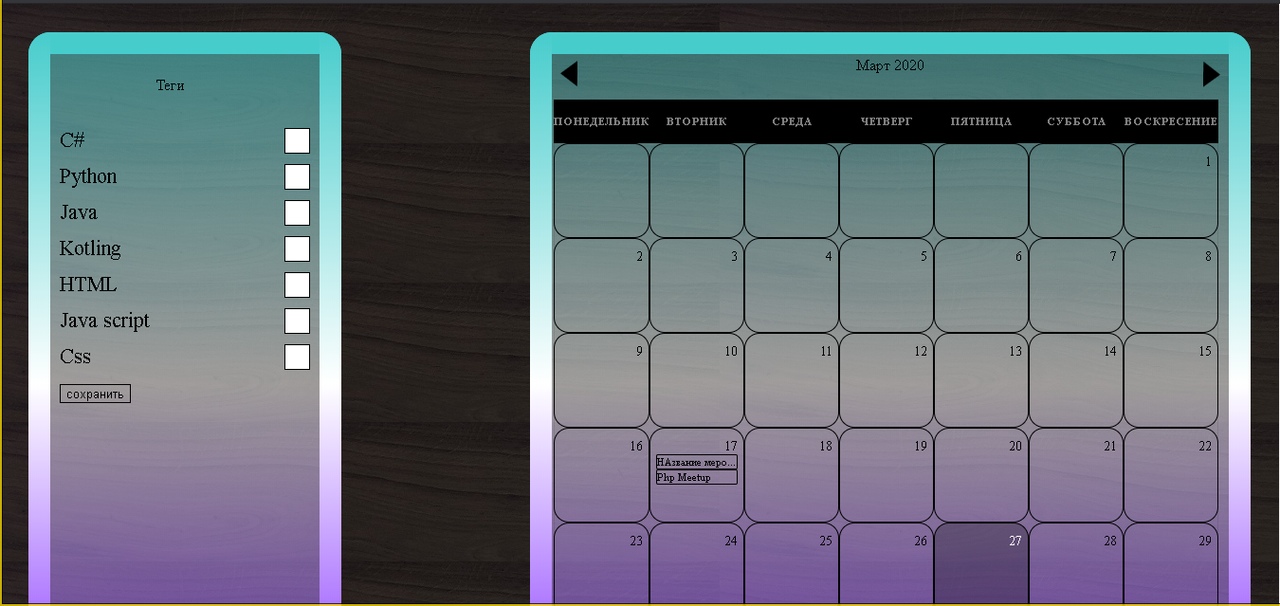 Теги
C#
Python
Java
Kotling
HTML
Java script
Css
сохранить
Март 2020
ПОНЕДЕЛЬНИК ВТОРНИК СРЕДА ЧЕТВЕРГ ПЯТНИЦА СУББОТА ВОСКРЕСЕНИЕ
1
2 3 4 5 6 7 8
9 10 11 12 13 14 15
16 17 18 19 20 21 22
НАзвание меро...
Php Meetup
23 24 25 26 27 28 29